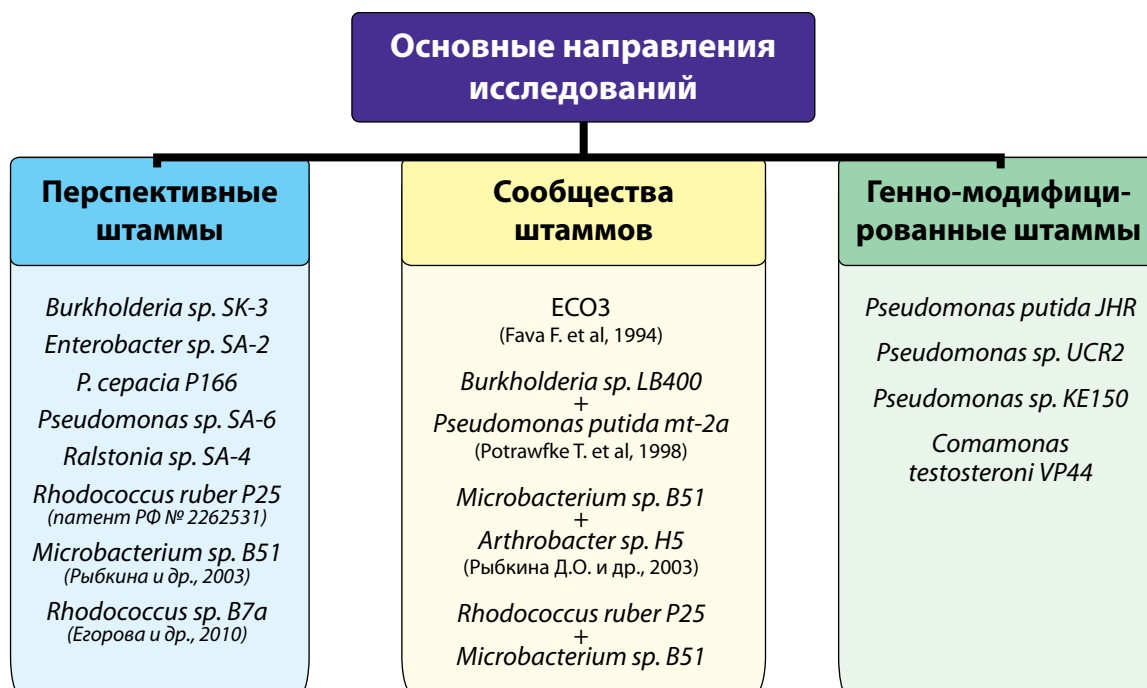 Основные направления
исследований
Перспективные
штаммы
Burkholderia sp. SK-3
Enterobacter sp. SA-2
P. cepacia P166
Pseudomonas sp. SA-6
Ralstonia sp. SA-4
Rhodococcus ruber P25
(патент РФ № 2262531)
Microbacterium sp. B51
(Рыбкина и др., 2003)
Rhodococcus sp. B7a
(Егорова и др., 2010)
Сообщества
штаммов
ECO3
(Fava F. et al, 1994)
Burkholderia sp. LB400
+
Pseudomonas putida mt-2a
(Potrawfke T. et al, 1998)
Microbacterium sp. B51
+
Arthrobacter sp. H5
(Рыбкина Д.О. и др., 2003)
Rhodococcus ruber P25
+
Microbacterium sp. B51
Генно-модифици-
рованные штаммы
Pseudomonas putida JHR
Pseudomonas sp. UCR2
Pseudomonas sp. KE150
Comamonas
testosteroni VP44